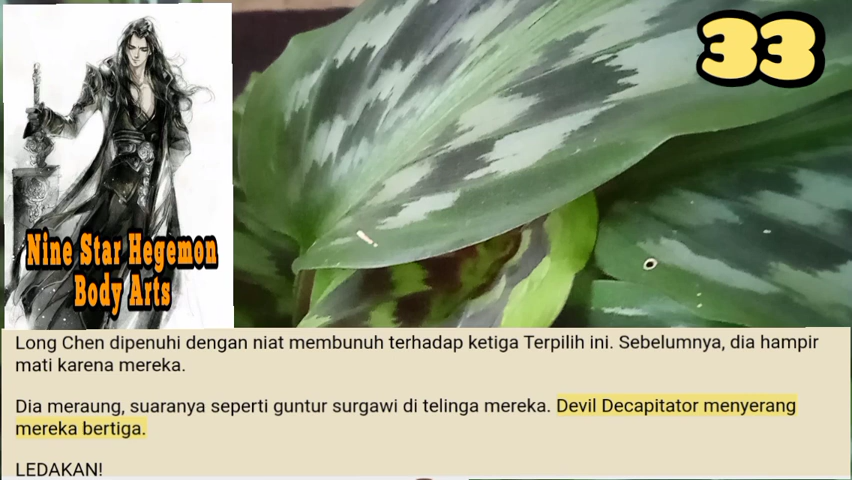 33
Nine Star Hegemon
Body Arts
Long Chen dipenuhi dengan niat membunuh terhadap ketiga Terpilih ini. Sebelumnya, dia hampir
mati karena mereka.
Dia meraung, suaranya seperti guntur surgawi di telinga mereka. Devil Decapitator menyerang
mereka bertiga.
LEDAKAN!